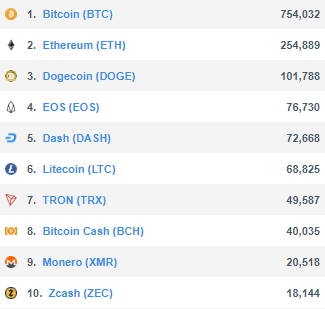 1. Bitcoin (BTC) 754,032
2. Ethereum (ETH) 254,889
3. Dogecoin (DOGE) 101,788
4. EOS (EOS) 76,730
5. Dash (DASH) 72,668
6. Litecoin (LTC) 68,825
7. TRON (TRX) 49,587
8. Bitcoin Cash (BCH) 40,035
9. Monero (XMR) 20,518
10. Zcash (ZEC) 18,144